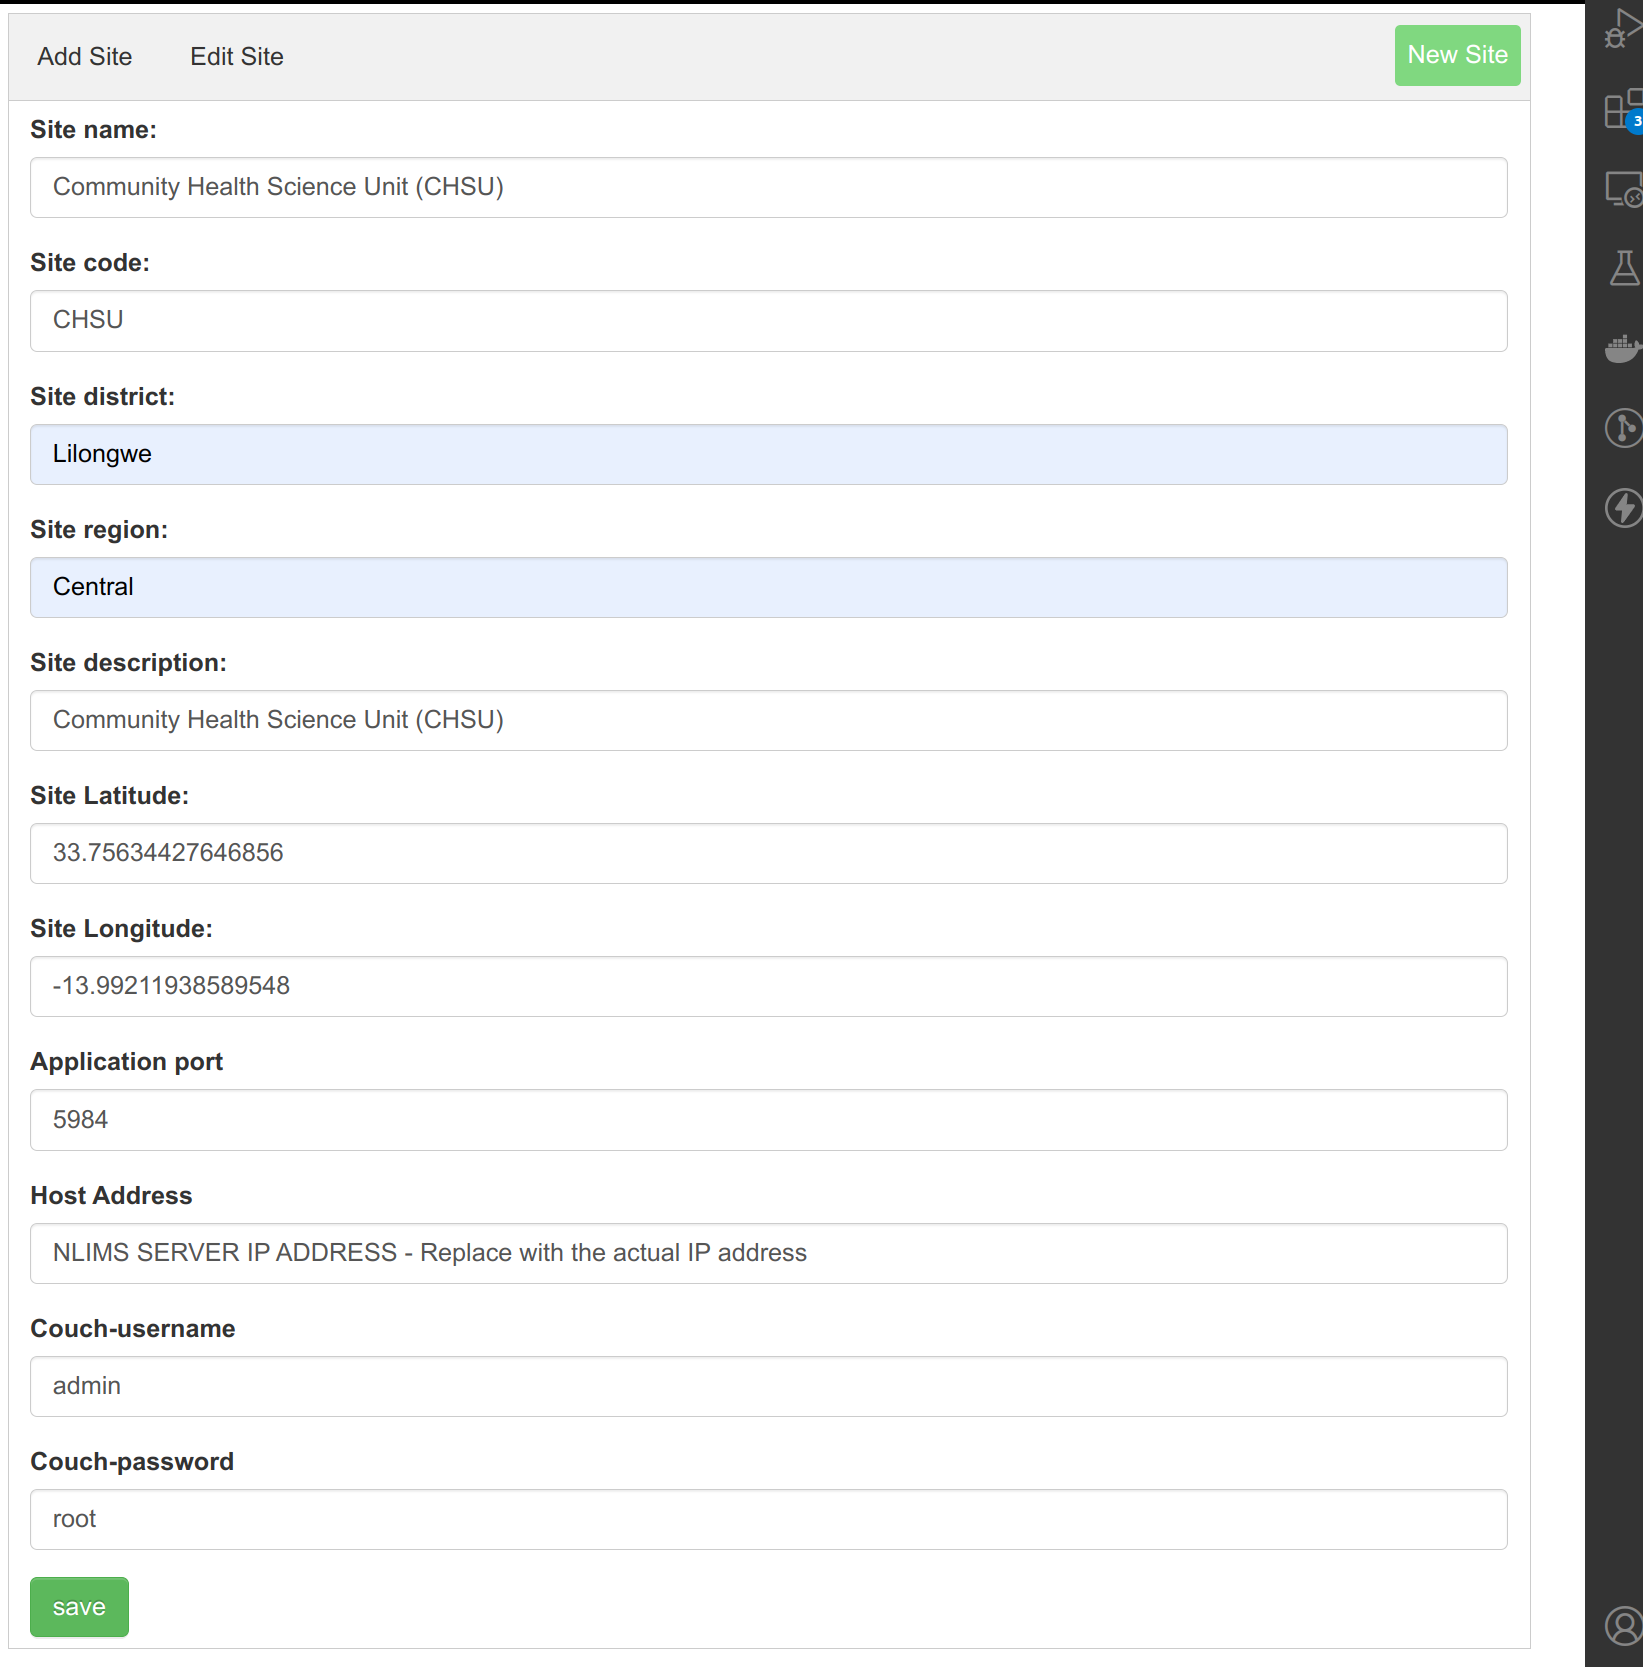 Add Site
Edit Site
New Site
Site name:
Community Health Science Unit (CHSU)
Site code:
CHSU
Site district:
Lilongwe
Site region:
Central
Site description:
Community Health Science Unit (CHSU)
Site Latitude:
33.75634427646856
Site Longitude:
-13.99211938589548
Application port
5984
Host Address
NLIMS SERVER IP ADDRESS - Replace with the actual IP address
Couch-username
admin
Couch-password
root
save
3